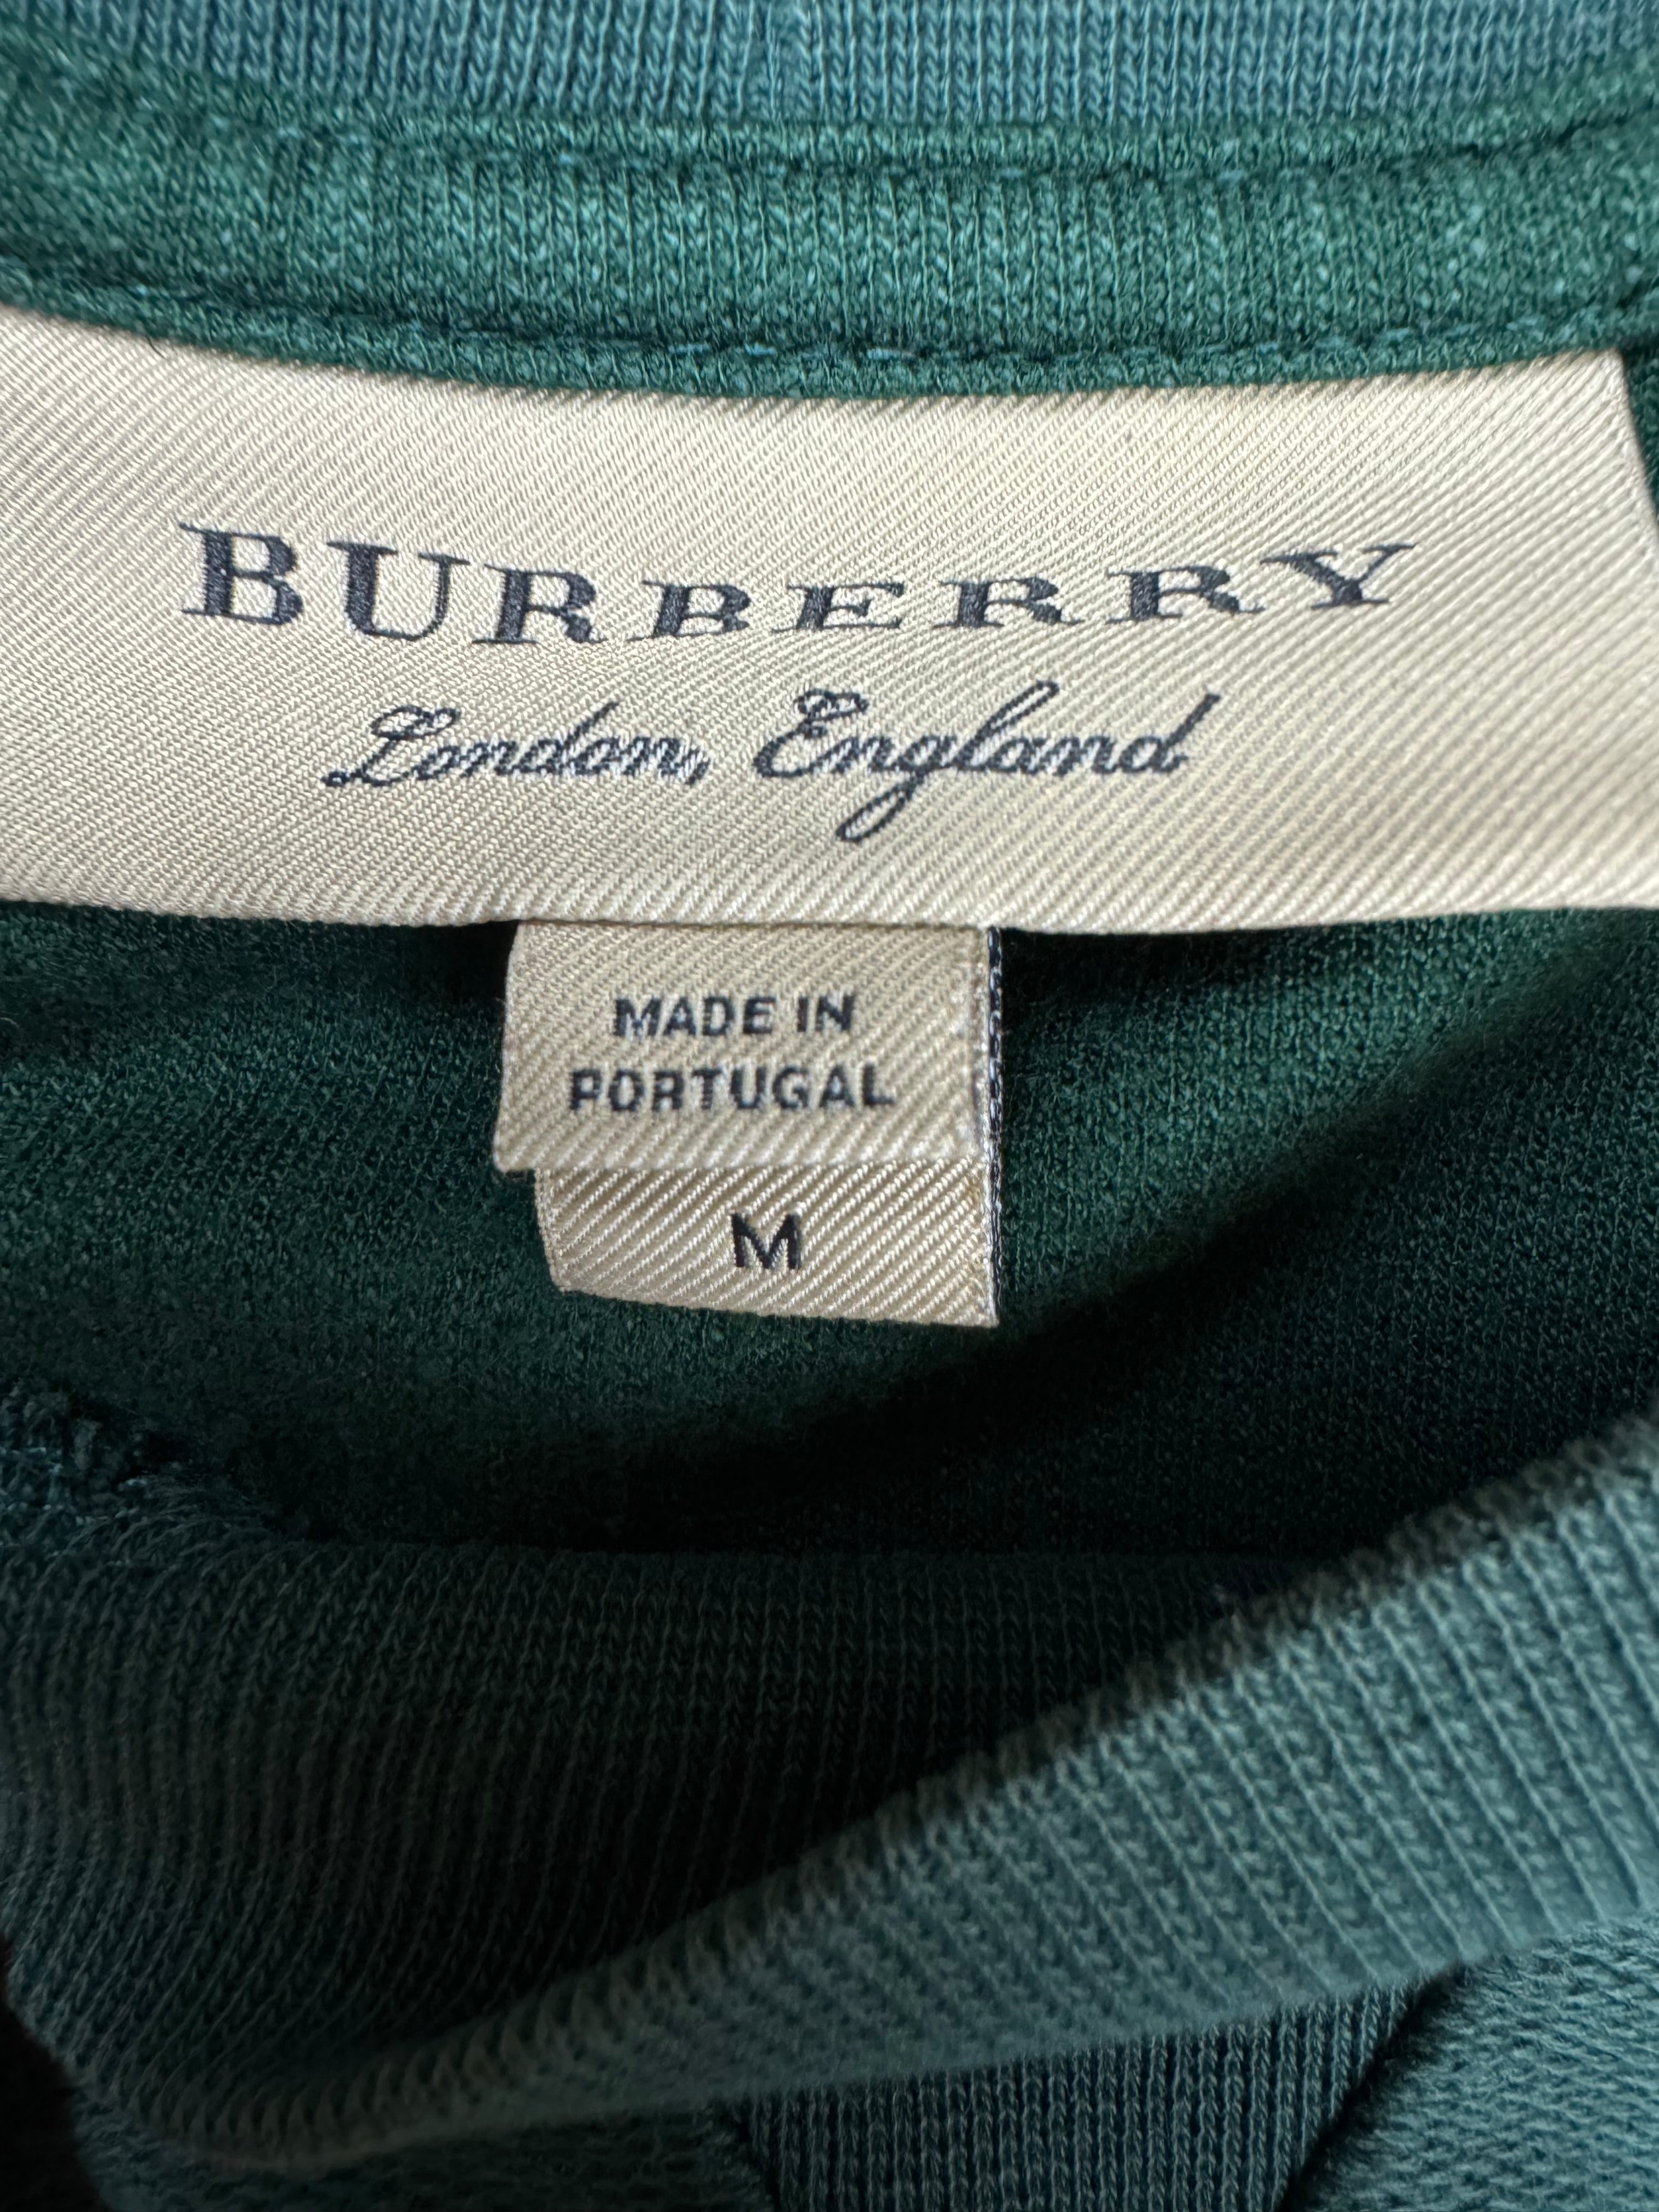 BURBERRY
London, England
MADE IN
PORTUGAL
M